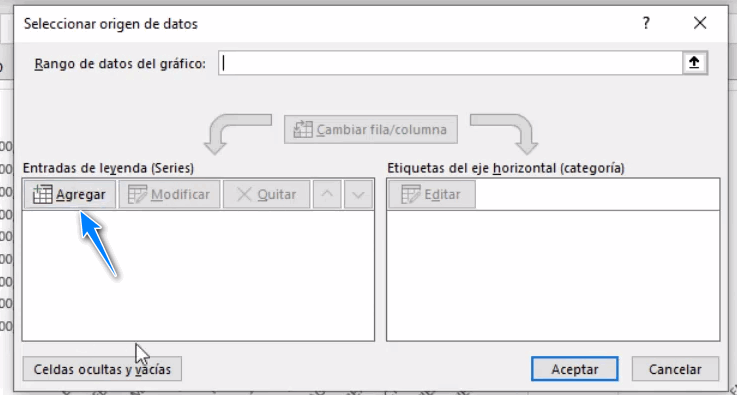 Seleccionar origen de datos
?
Rango de datos del gráfico:
Cambiar fila/columna
Entradas de leyenda (Series)
Etiquetas del eje horizontal (categoría)
Agregar
Modificar
Quitar
Editar
Celdas ocultas y vacías
Aceptar
Cancelar